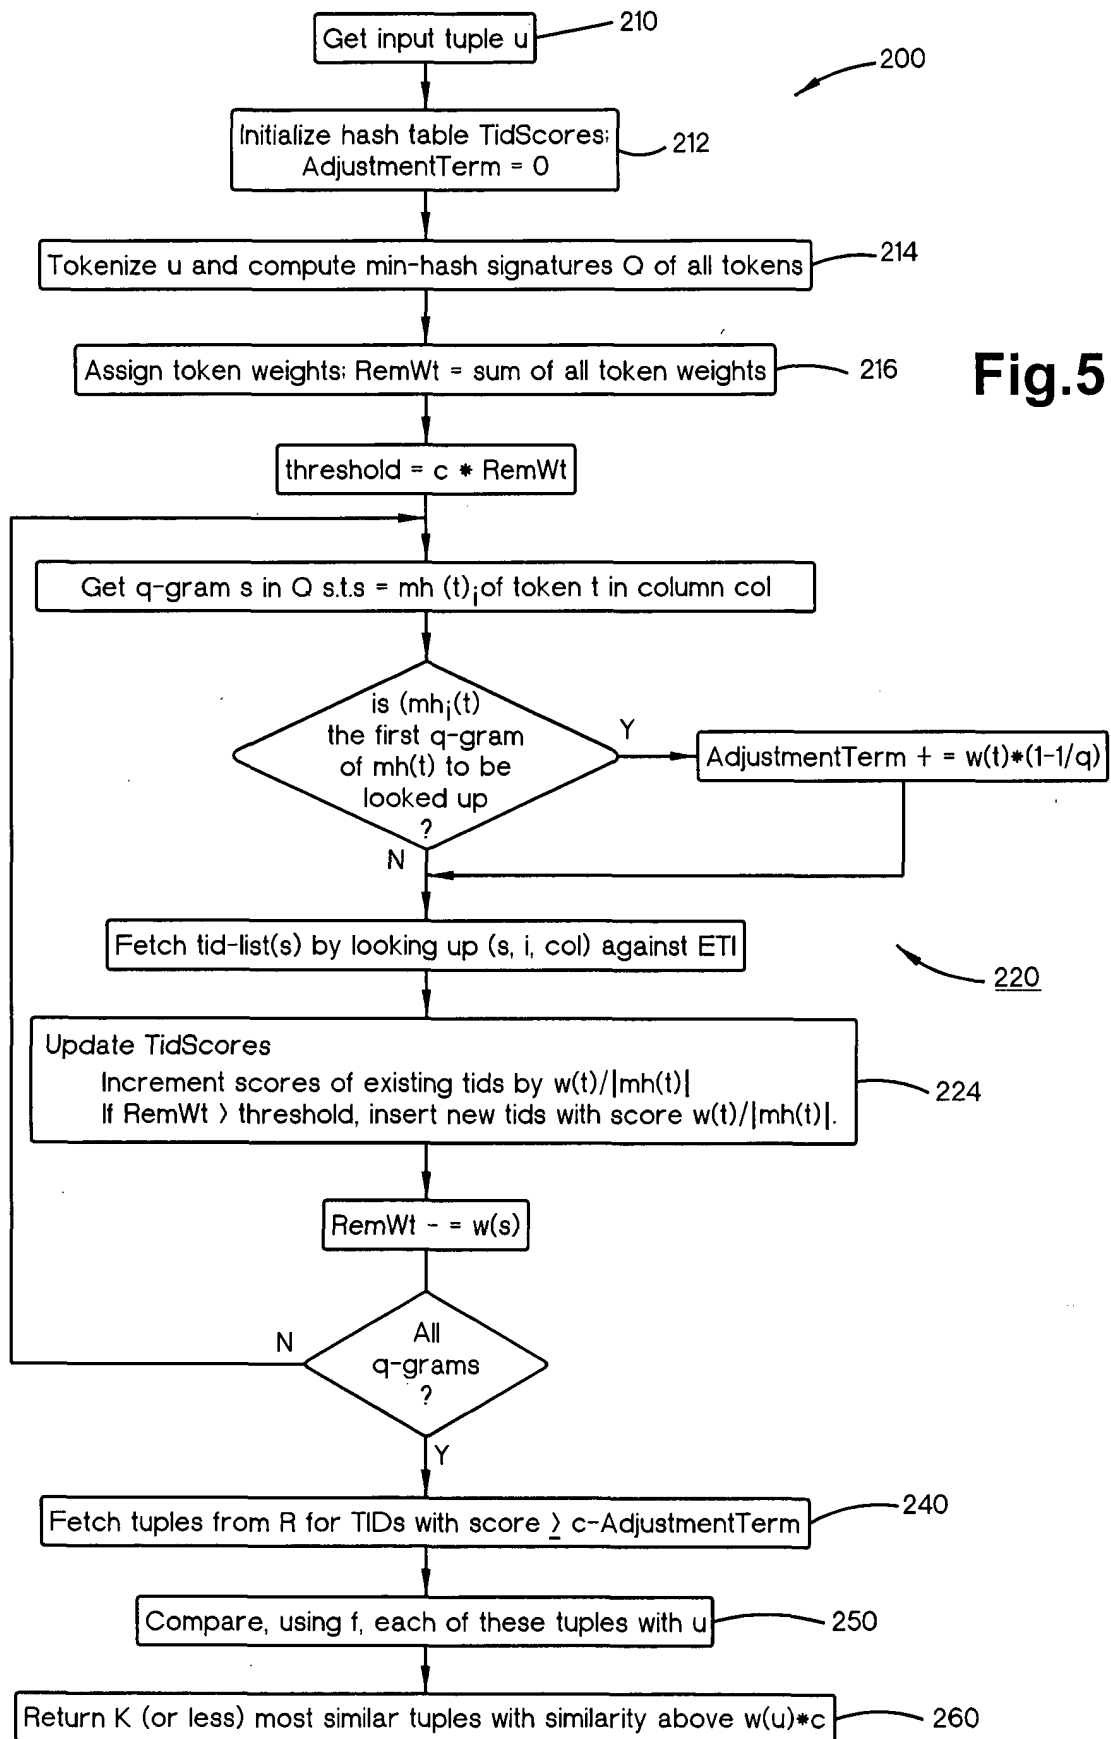 Get input tuple u
210
200
Initialize hash table TidScores;
AdjustmentTerm = 0
212
Tokenize u and compute min-hash signatures Q of all tokens
214
Assign token weights; RemWt = sum of all token weights
216
Fig.5
threshold = c * RemWt
Get q-gram s in Q s.t.s = mh (t)i of token t in column col
is (mhi(t)
the first q-gram
of mh(t) to be
looked up
?
Y
AdjustmentTerm + = w(t)*(1-1/q)
N
Fetch tid-list(s) by looking up (s, i, col) against ETI
220
Update TidScores
Increment scores of existing tids by w(t)/|mh(t)|
If RemWt > threshold, insert new tids with score w(t)/|mh(t)|.
224
RemWt - = w(s)
N
All
q-grams
?
Y
Fetch tuples from R for TIDs with score ≥ c-AdjustmentTerm
240
Compare, using f, each of these tuples with u
250
Return K (or less) most similar tuples with similarity above w(u)*c
260